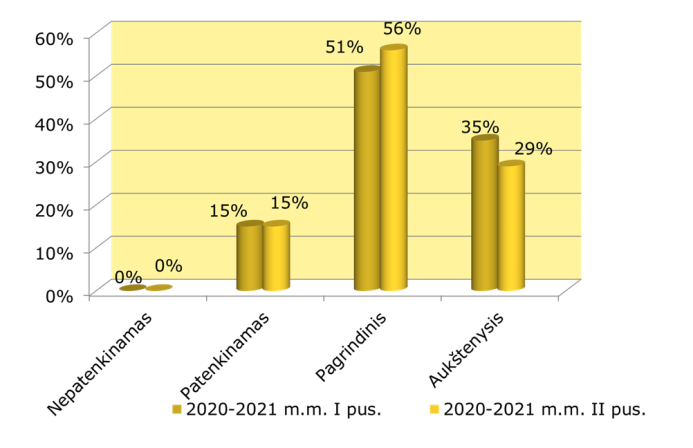 60%
50%
40%
30%
20%
10%
0%
0%
0%
15%
15%
51%
56%
35%
29%
Nepatenkinamas
Patenkinamas
Pagrindinis
Aukštenysis
2020-2021 m.m. I pus.
2020-2021 m.m. II pus.